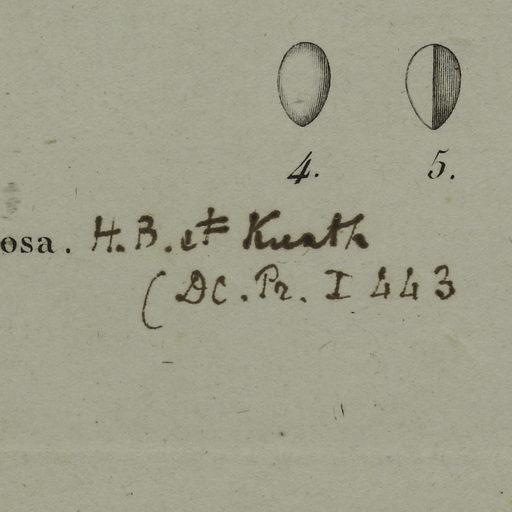 4. 5.
osa. H. B. et Kunth
(DC. Pr. I 443